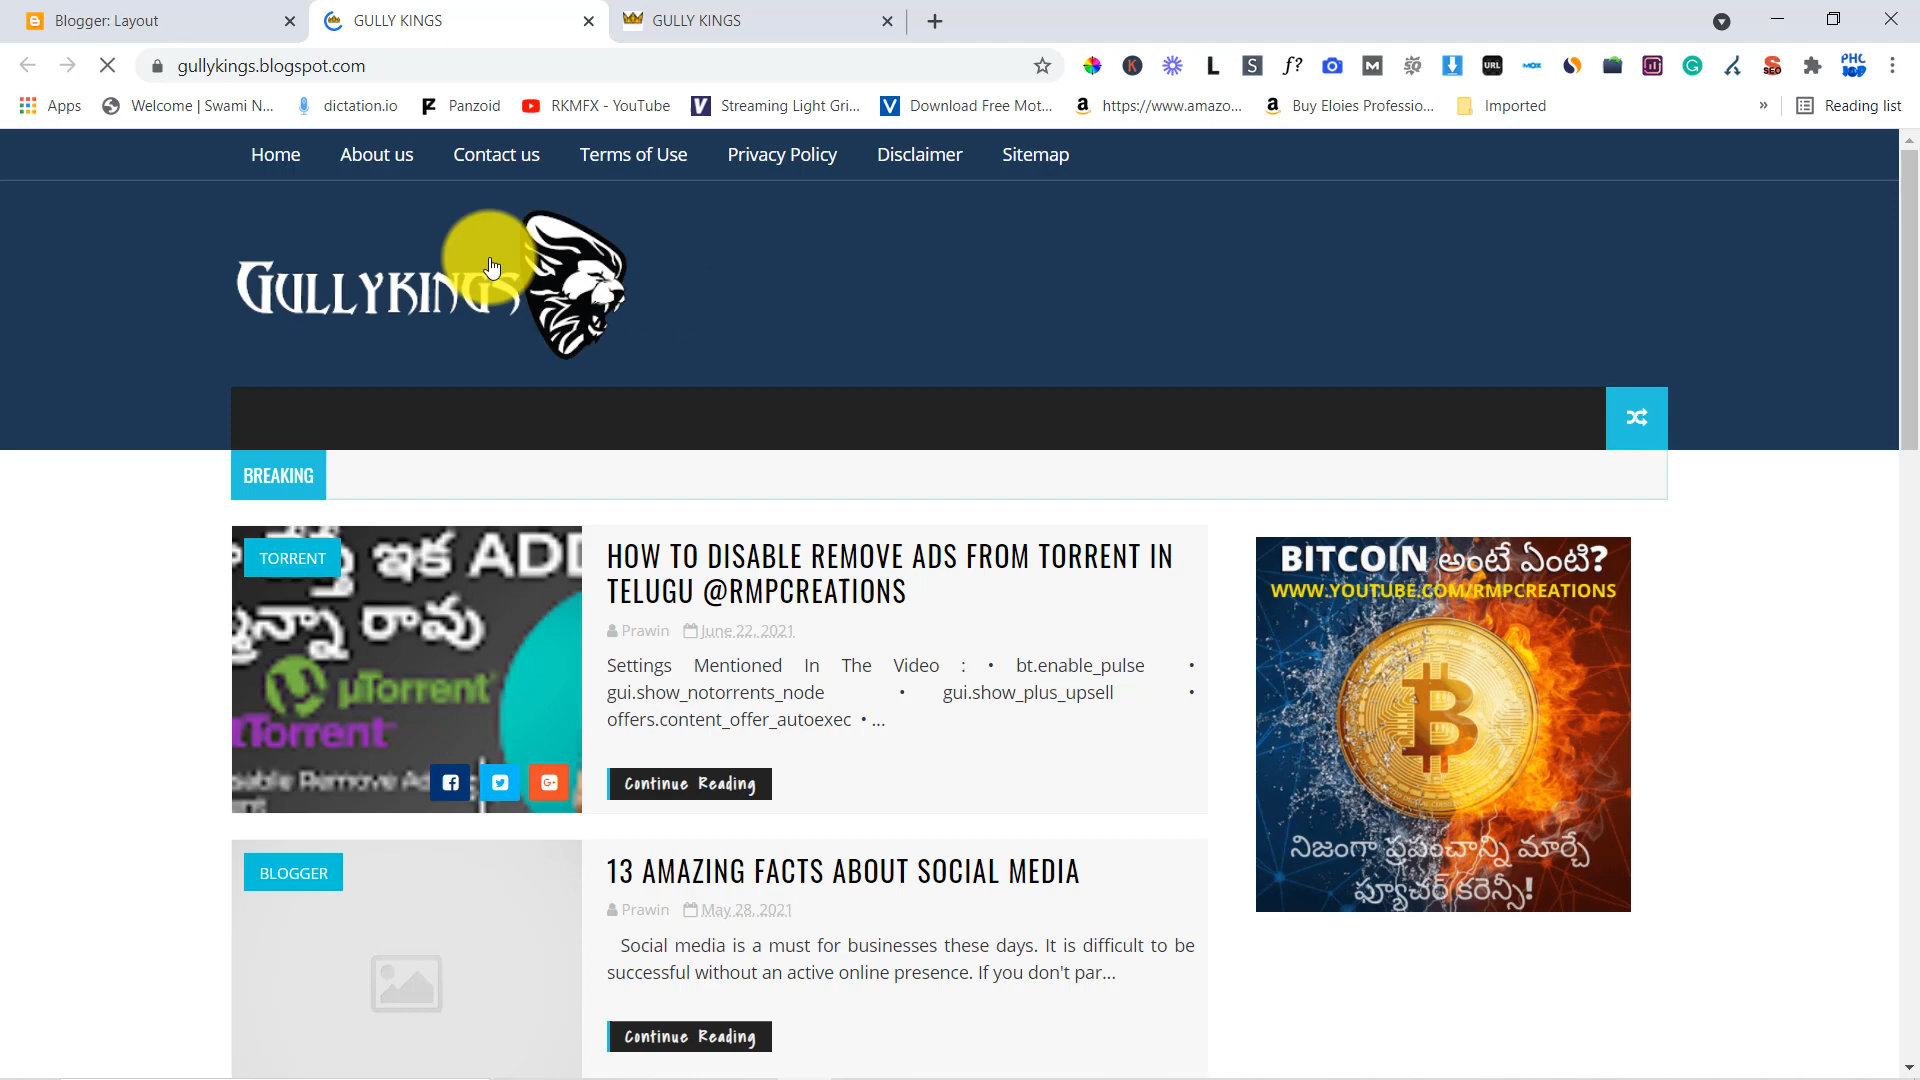 Blogger: Layout
GULLY KINGS
GULLY KINGS
gullykings.blogspot.com
Apps
Welcome | Swami N...
dictation.io
Panzoid
RKMFX - YouTube
Streaming Light Gri...
Download Free Mot...
https://www.amazo...
Buy Eloies Professio...
Imported
»
Reading list
Home
About us
Contact us
Terms of Use
Privacy Policy
Disclaimer
Sitemap
GULLYKINGS
BREAKING
TORRENT
ఇక ADD
మన్నా రావు
µTorrent
HOW TO DISABLE REMOVE ADS FROM TORRENT IN
TELUGU @RMPCREATIONS
Prawin June 22, 2021
Settings Mentioned In The Video : • bt.enable_pulse •
gui.show_notorrents_node • gui.show_plus_upsell •
offers.content_offer_autoexec • ...
Continue Reading
BITCOIN అంటే ఏంటి?
WWW.YOUTUBE.COM/RMPCREATIONS
నిజంగా ప్రపంచాన్ని మార్చే
ఫ్యూచర్ కరెన్సీ!
BLOGGER
13 AMAZING FACTS ABOUT SOCIAL MEDIA
Prawin May 28, 2021
Social media is a must for businesses these days. It is difficult to be
successful without an active online presence. If you don't par...
Continue Reading